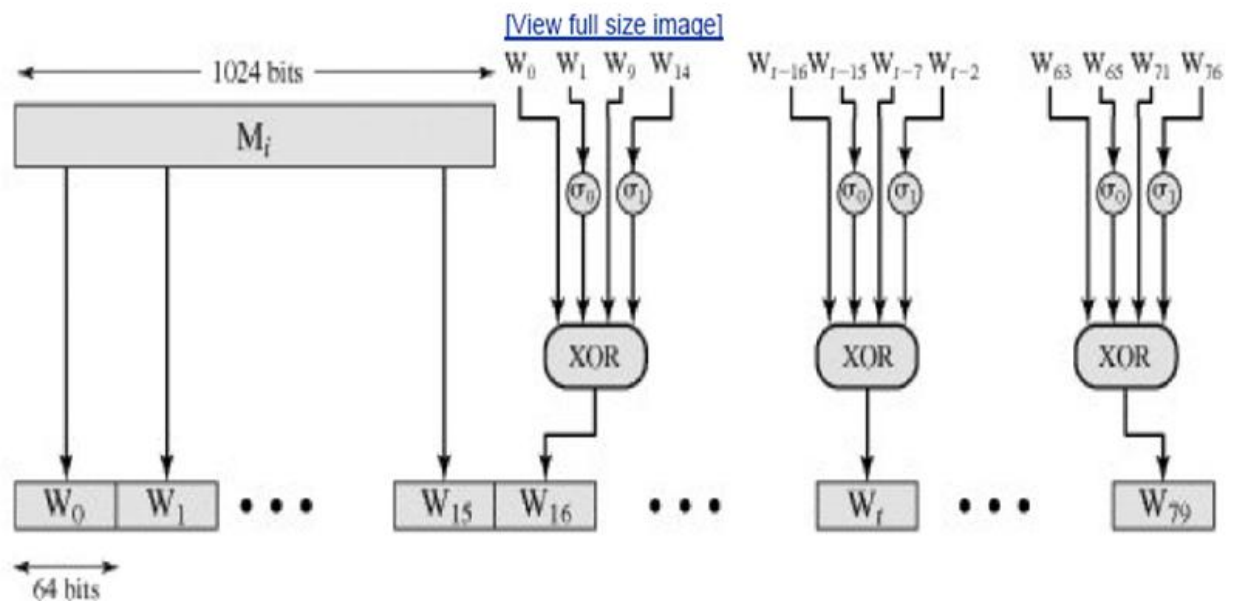 [View full size image]
1024 bits
W₀ W₁ W₉ W₁₄ Wₜ₋₁₆ Wₜ₋₁₅ Wₜ₋₇ Wₜ₋₂ W₆₃ W₆₅ W₇₁ W₇₆
Mᵢ
σ₀ σ₁ σ₀ σ₁ σ₀ σ₁
XOR XOR XOR
W₀ W₁ • • • W₁₅ W₁₆ • • • Wₜ • • • W₇₉
64 bits